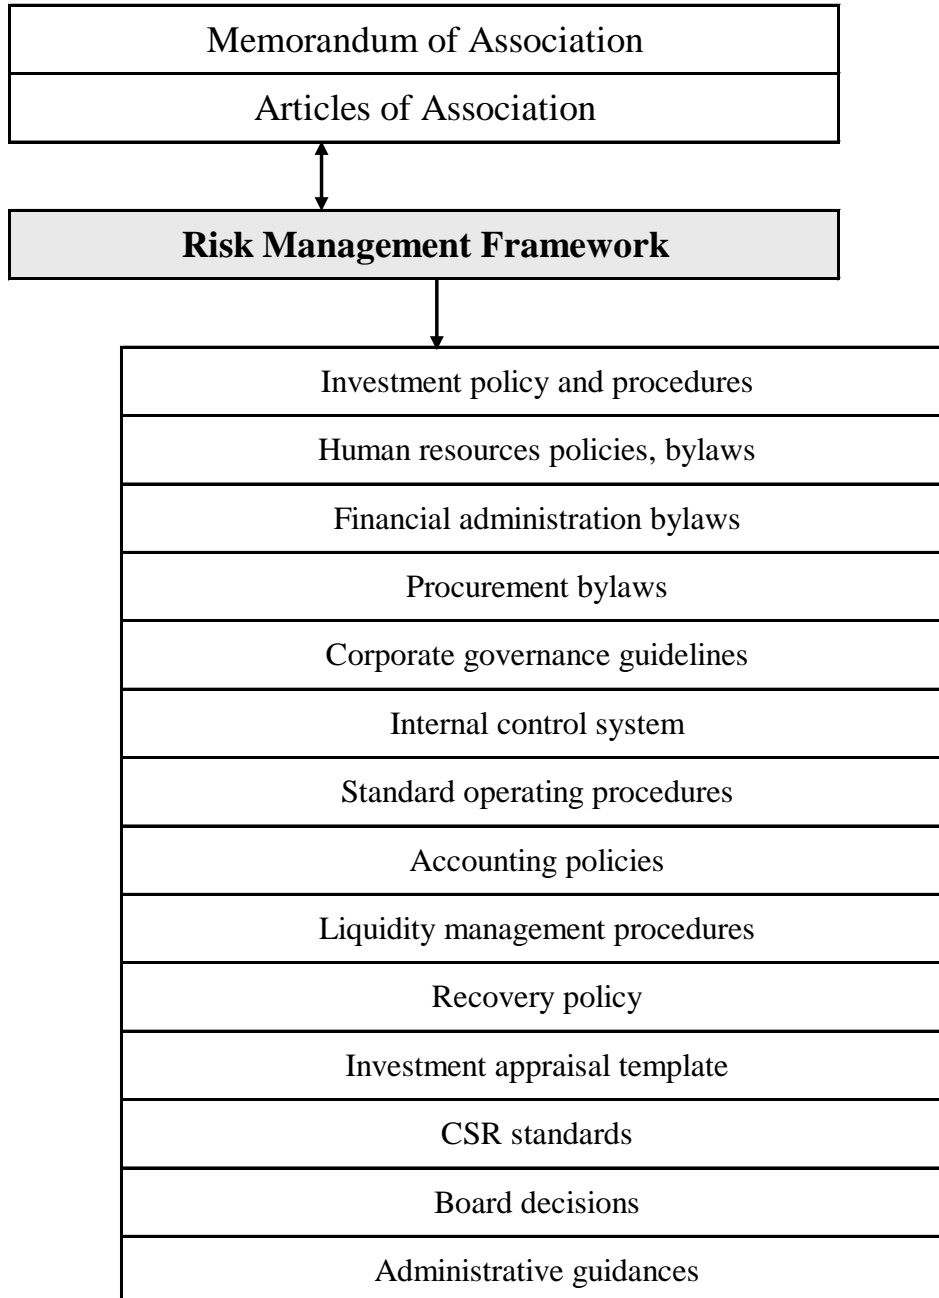 Memorandum of Association
Articles of Association
Risk Management Framework
Investment policy and procedures
Human resources policies, bylaws
Financial administration bylaws
Procurement bylaws
Corporate governance guidelines
Internal control system
Standard operating procedures
Accounting policies
Liquidity management procedures
Recovery policy
Investment appraisal template
CSR standards
Board decisions
Administrative guidances